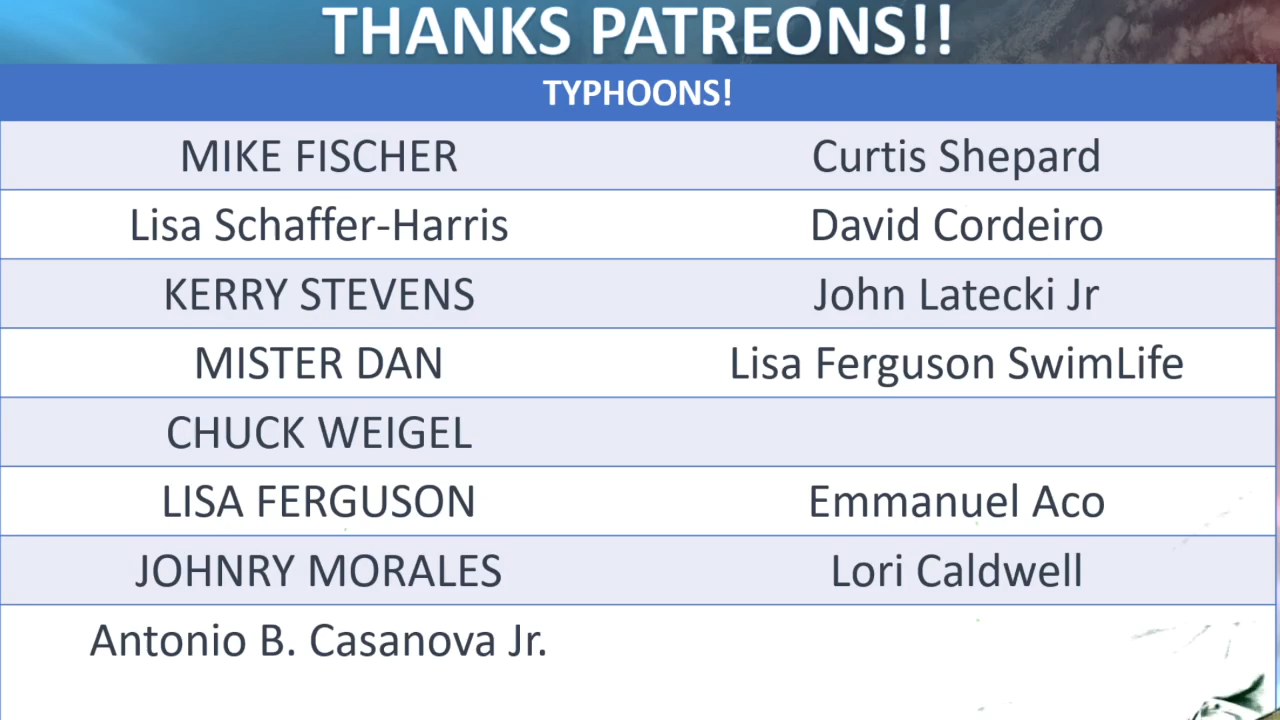 THANKS PATREONS!!
TYPHOONS!
MIKE FISCHER Curtis Shepard
Lisa Schaffer-Harris David Cordeiro
KERRY STEVENS John Latecki Jr
MISTER DAN Lisa Ferguson SwimLife
CHUCK WEIGEL
LISA FERGUSON Emmanuel Aco
JOHNRY MORALES Lori Caldwell
Antonio B. Casanova Jr.